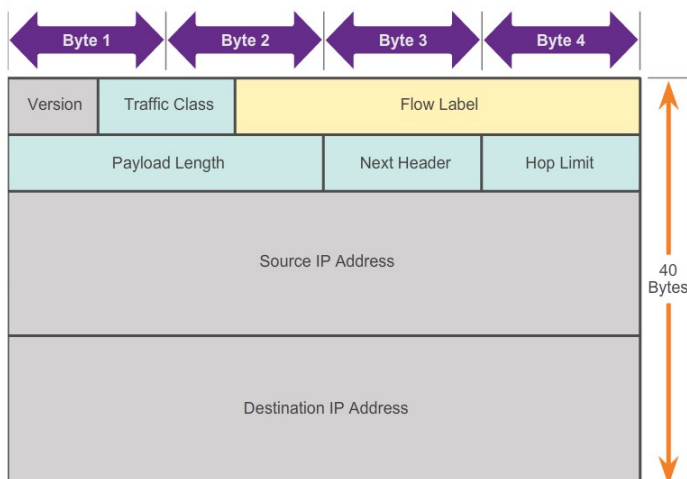 Byte 1 Byte 2 Byte 3 Byte 4
Version Traffic Class Flow Label
Payload Length Next Header Hop Limit
Source IP Address
40
Bytes
Destination IP Address